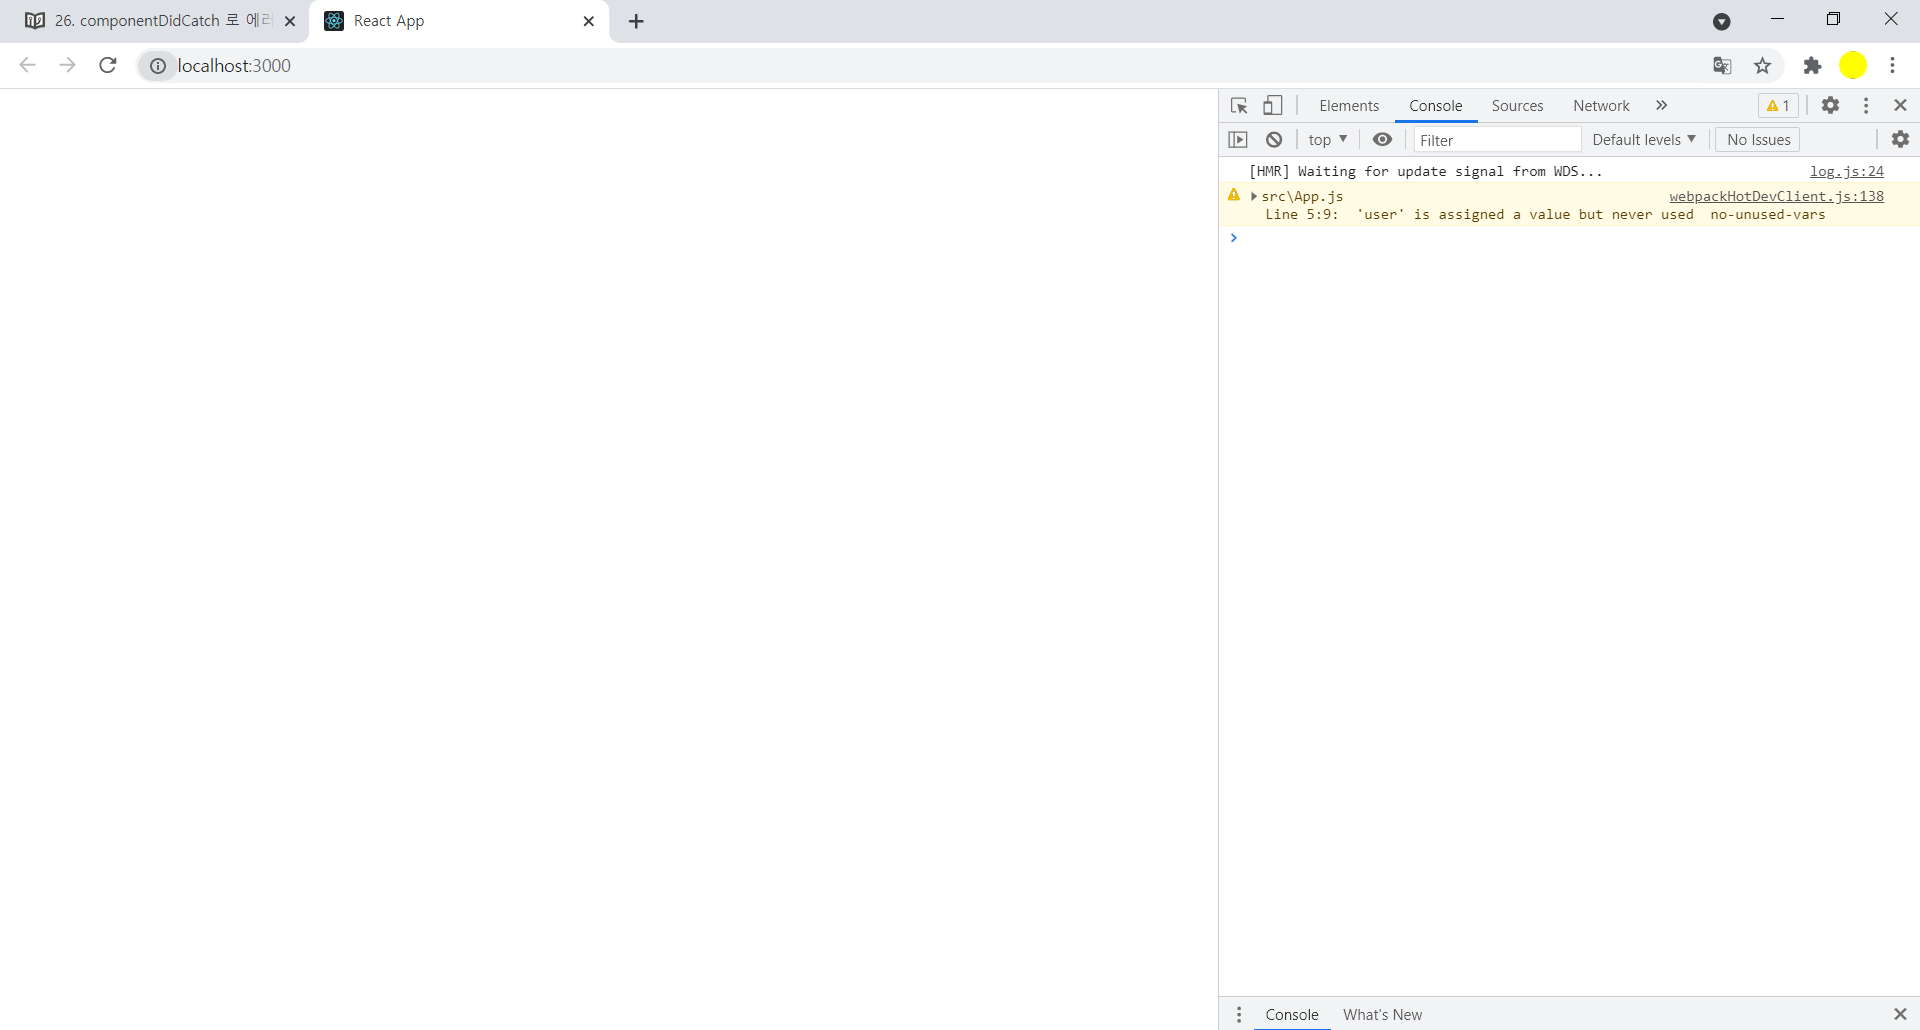 26. componentDidCatch 로 에러
React App
localhost:3000
Elements Console Sources Network 1
top Filter Default levels No Issues
[HMR] Waiting for update signal from WDS... log.js:24
src\App.js webpackHotDevClient.js:138
Line 5:9: 'user' is assigned a value but never used no-unused-vars
Console What's New